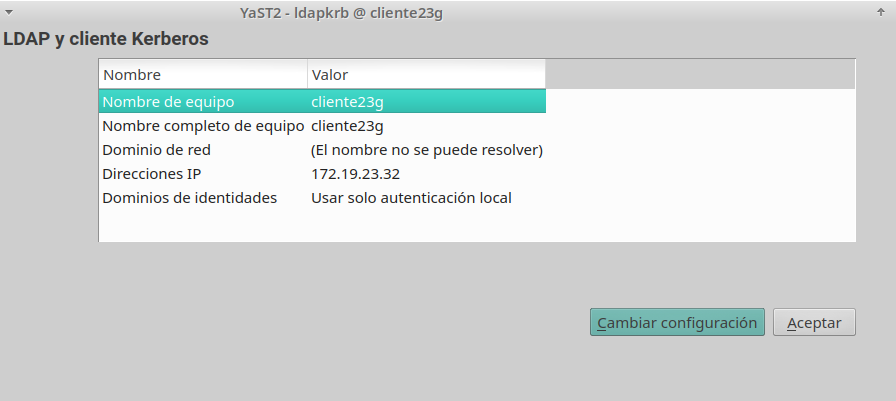 YaST2 - ldapkrb @ cliente23g
LDAP y cliente Kerberos
Nombre Valor
Nombre de equipo cliente23g
Nombre completo de equipo cliente23g
Dominio de red (El nombre no se puede resolver)
Direcciones IP 172.19.23.32
Dominios de identidades Usar solo autenticación local
Cambiar configuración Aceptar